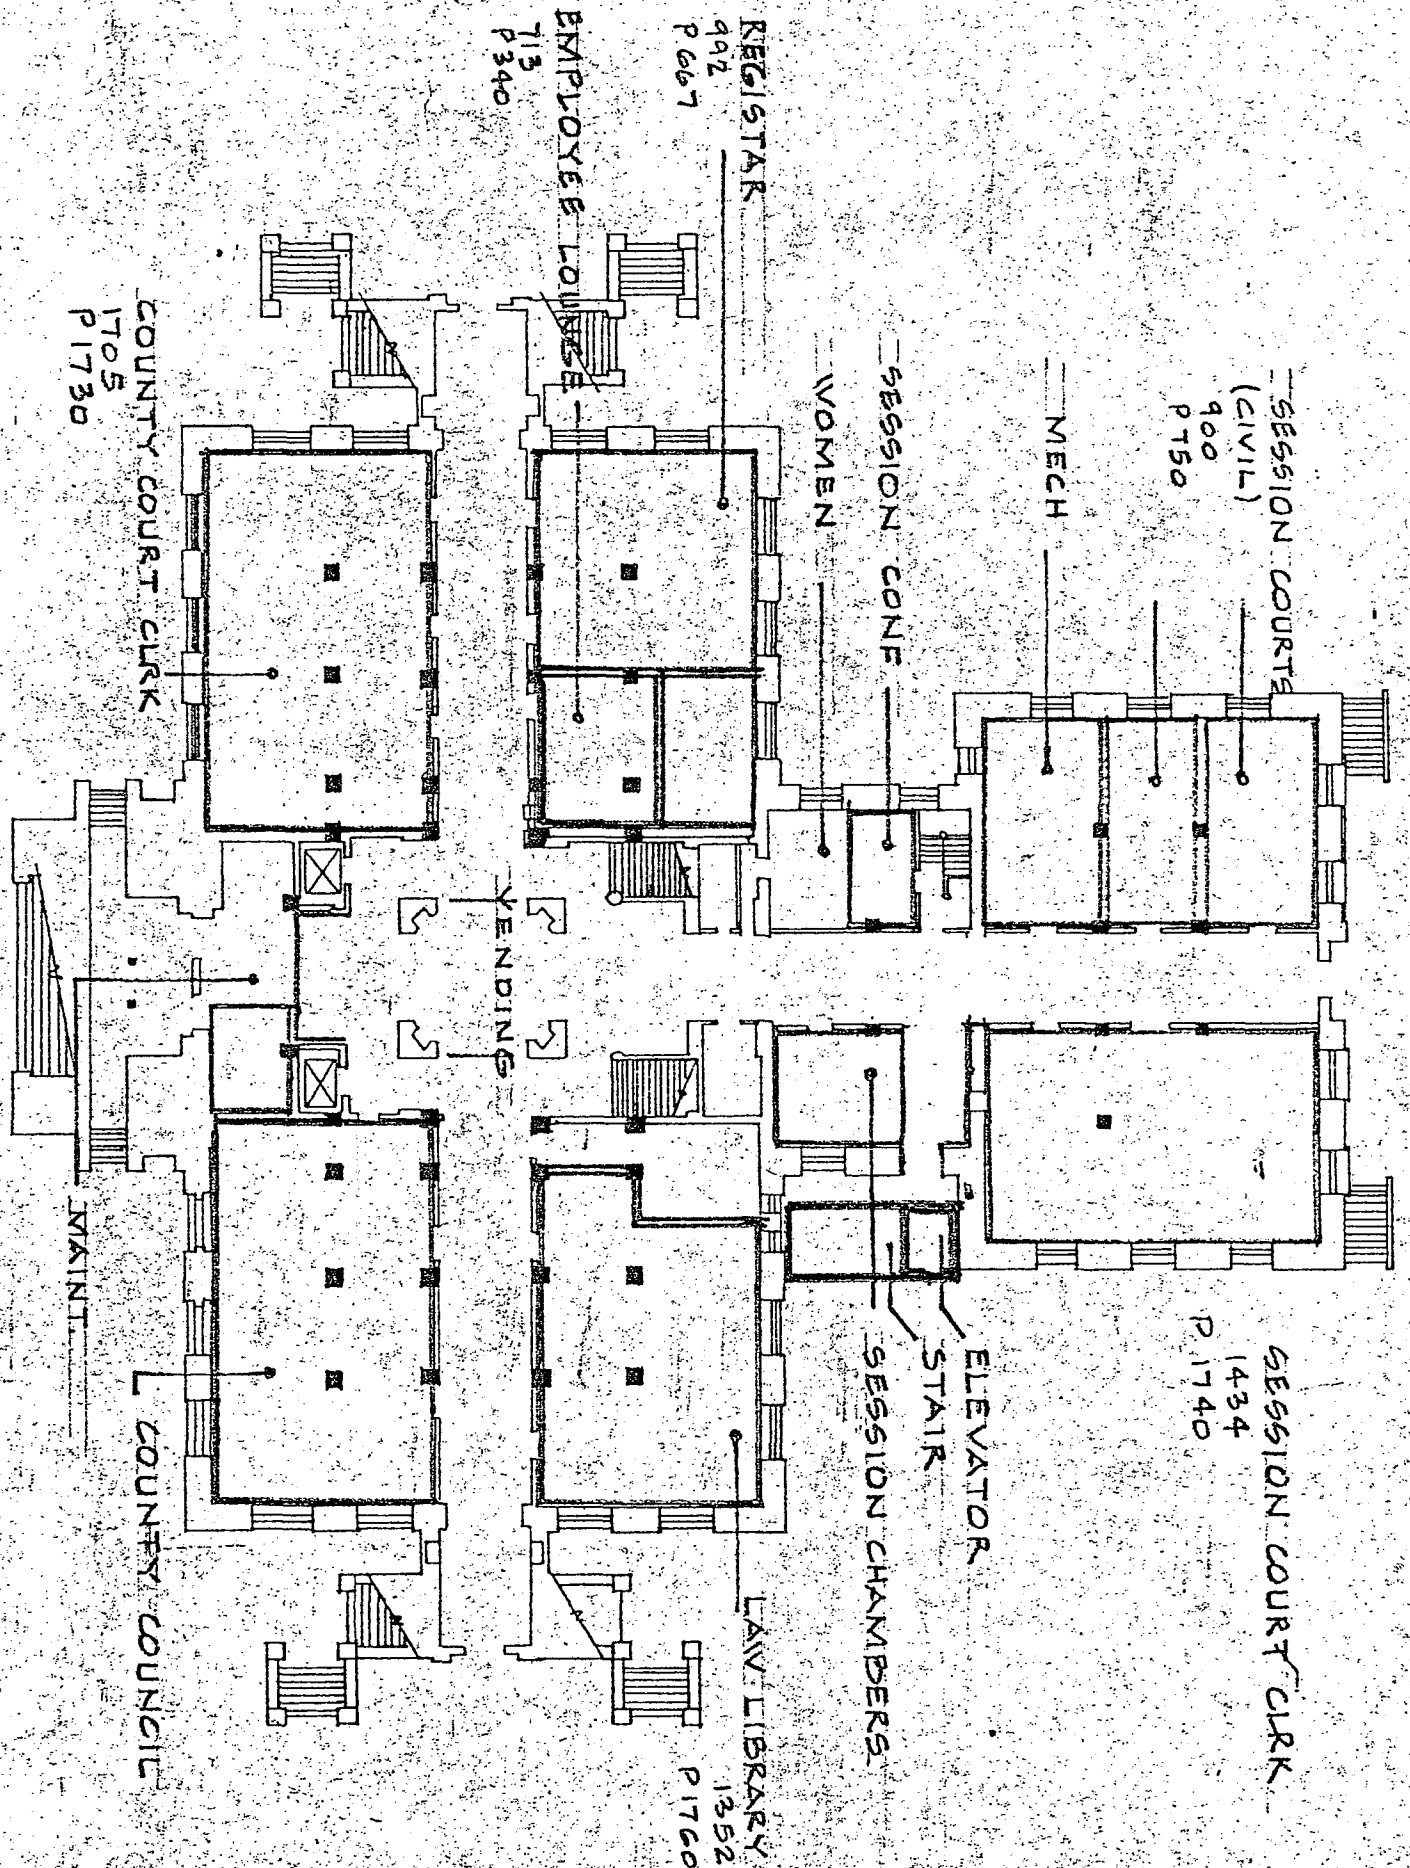 REGISTAR
992
P 667
EMPLOYEE LOUNGE
713
P 340
COUNTY COURT CLRK
1705
P 1730
SESSION COURTS
(CIVIL)
900
P 750
MECH
SESSION CONF
WOMEN
VENDING
MAINT.
COUNTY COUNCIL
SESSION COURT CLRK
1434
P 1740
ELEVATOR
STAIR
SESSION CHAMBERS
LAW LIBRARY
1352
P 1760